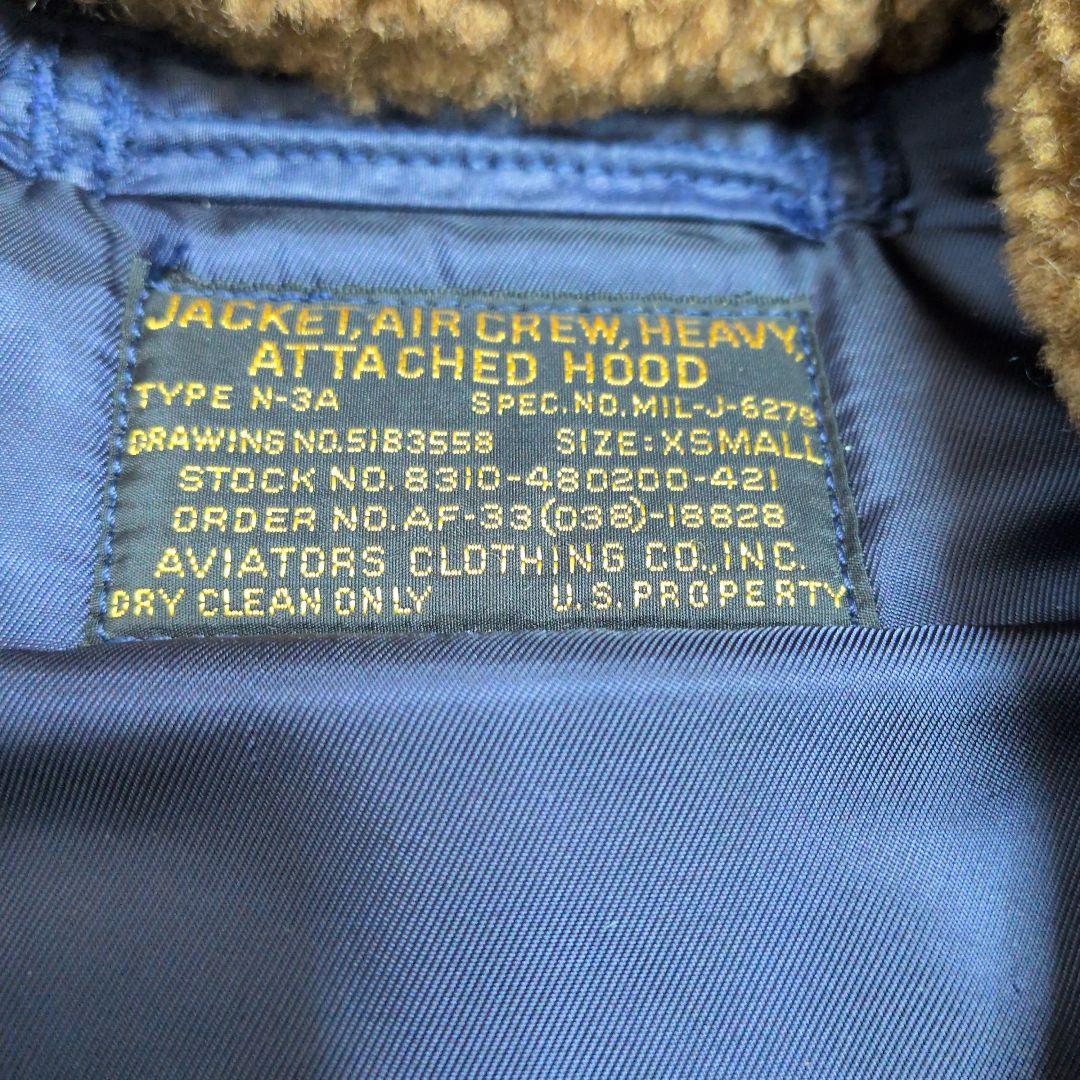 JACKET, AIR CREW, HEAVY,
ATTACHED HOOD
TYPE N-3A SPEC.NO.MIL-J-6279
DRAWING NO.51B3558 SIZE:XSMALL
STOCK NO. 8310-480200-421
ORDER NO.AF-33(038)-18828
AVIATORS CLOTHING CO.,INC.
DRY CLEAN ONLY U.S. PROPERTY